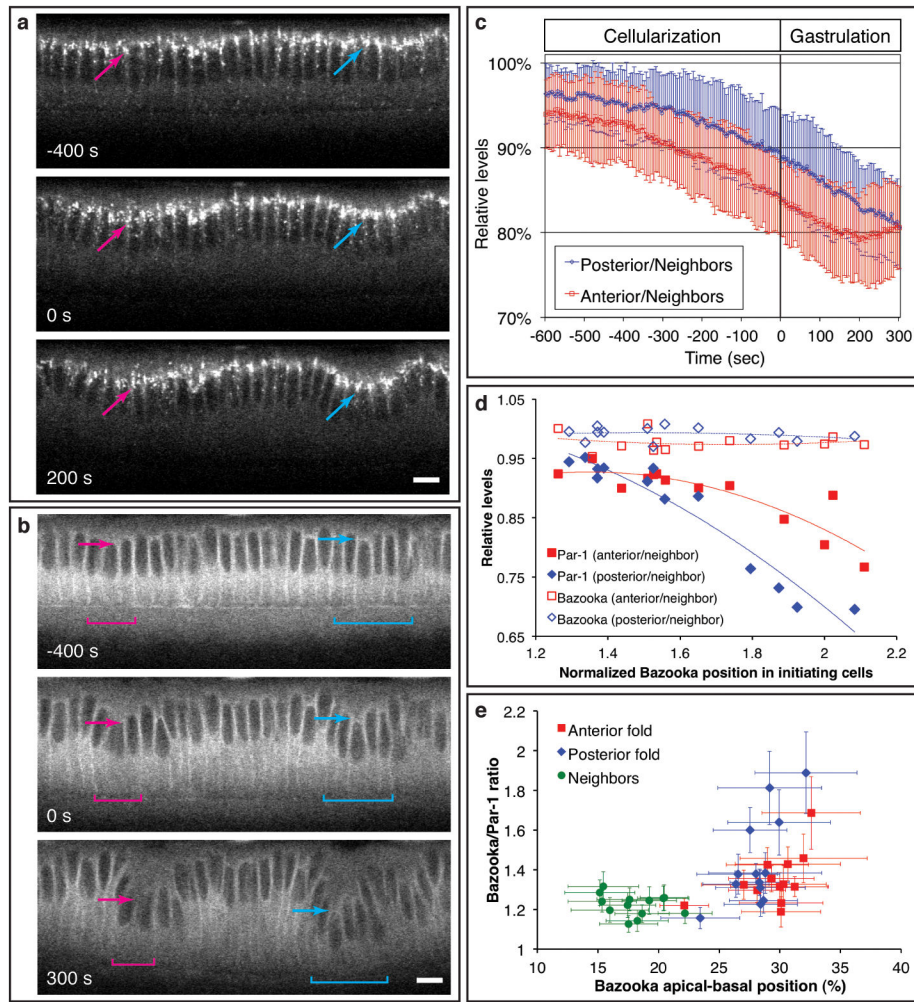 a
-400 s
0 s
200 s
b
-400 s
0 s
300 s
c
Cellularization
Gastrulation
100%
90%
80%
70%
Relative levels
Posterior/Neighbors
Anterior/Neighbors
-600 -500 -400 -300 -200 -100 0 100 200 300
Time (sec)
d
1.05
0.95
0.85
0.75
0.65
Relative levels
Par-1 (anterior/neighbor)
Par-1 (posterior/neighbor)
Bazooka (anterior/neighbor)
Bazooka (posterior/neighbor)
1.2 1.4 1.6 1.8 2 2.2
Normalized Bazooka position in initiating cells
e
2.2
2
1.8
1.6
1.4
1.2
1
Bazooka/Par-1 ratio
Anterior fold
Posterior fold
Neighbors
10 15 20 25 30 35 40
Bazooka apical-basal position (%)